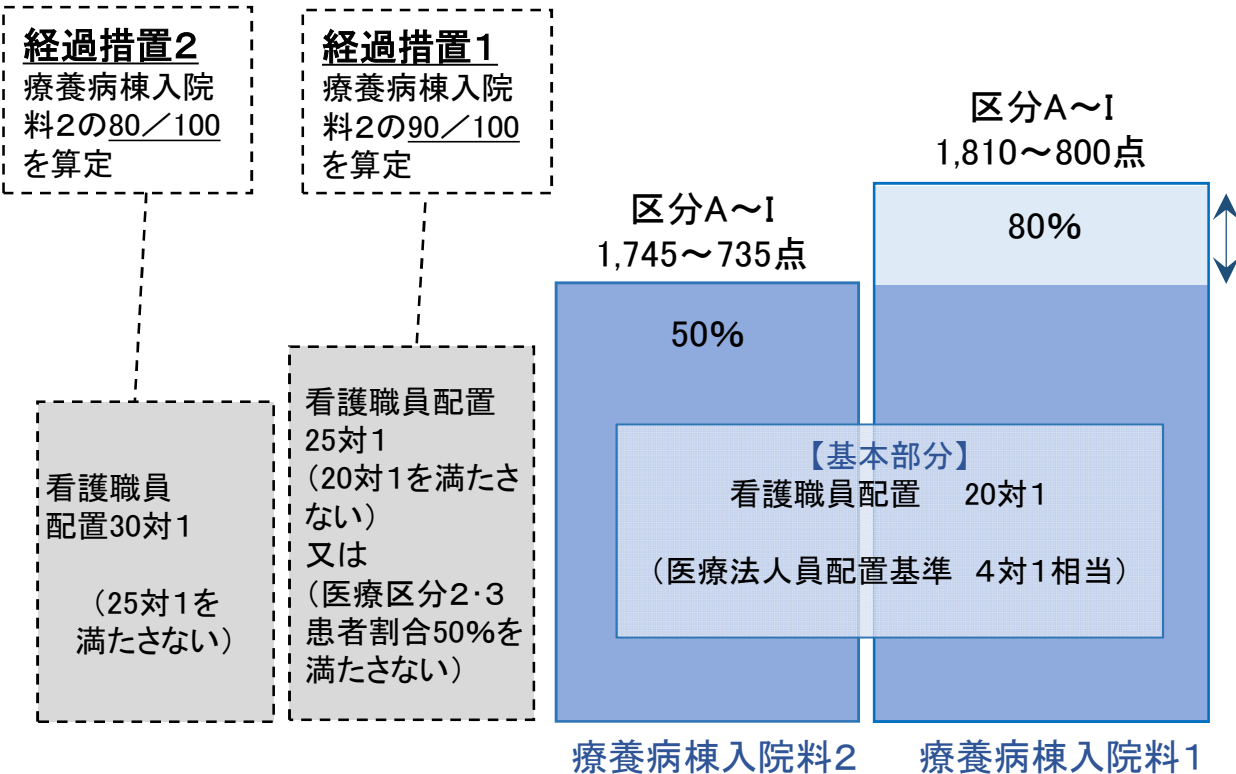 経過措置2
療養病棟入院
料2の80／100
を算定
経過措置1
療養病棟入院
料2の90／100
を算定
区分A～I
1,745～735点
区分A～I
1,810～800点
80%
50%
看護職員
配置30対1
（25対1を
満たさない）
看護職員配置
25対1
（20対1を満たさ
ない）
又は
（医療区分2・3
患者割合50%を
満たさない）
【基本部分】
看護職員配置　20対1
（医療法人員配置基準　4対1相当）
療養病棟入院料2
療養病棟入院料1